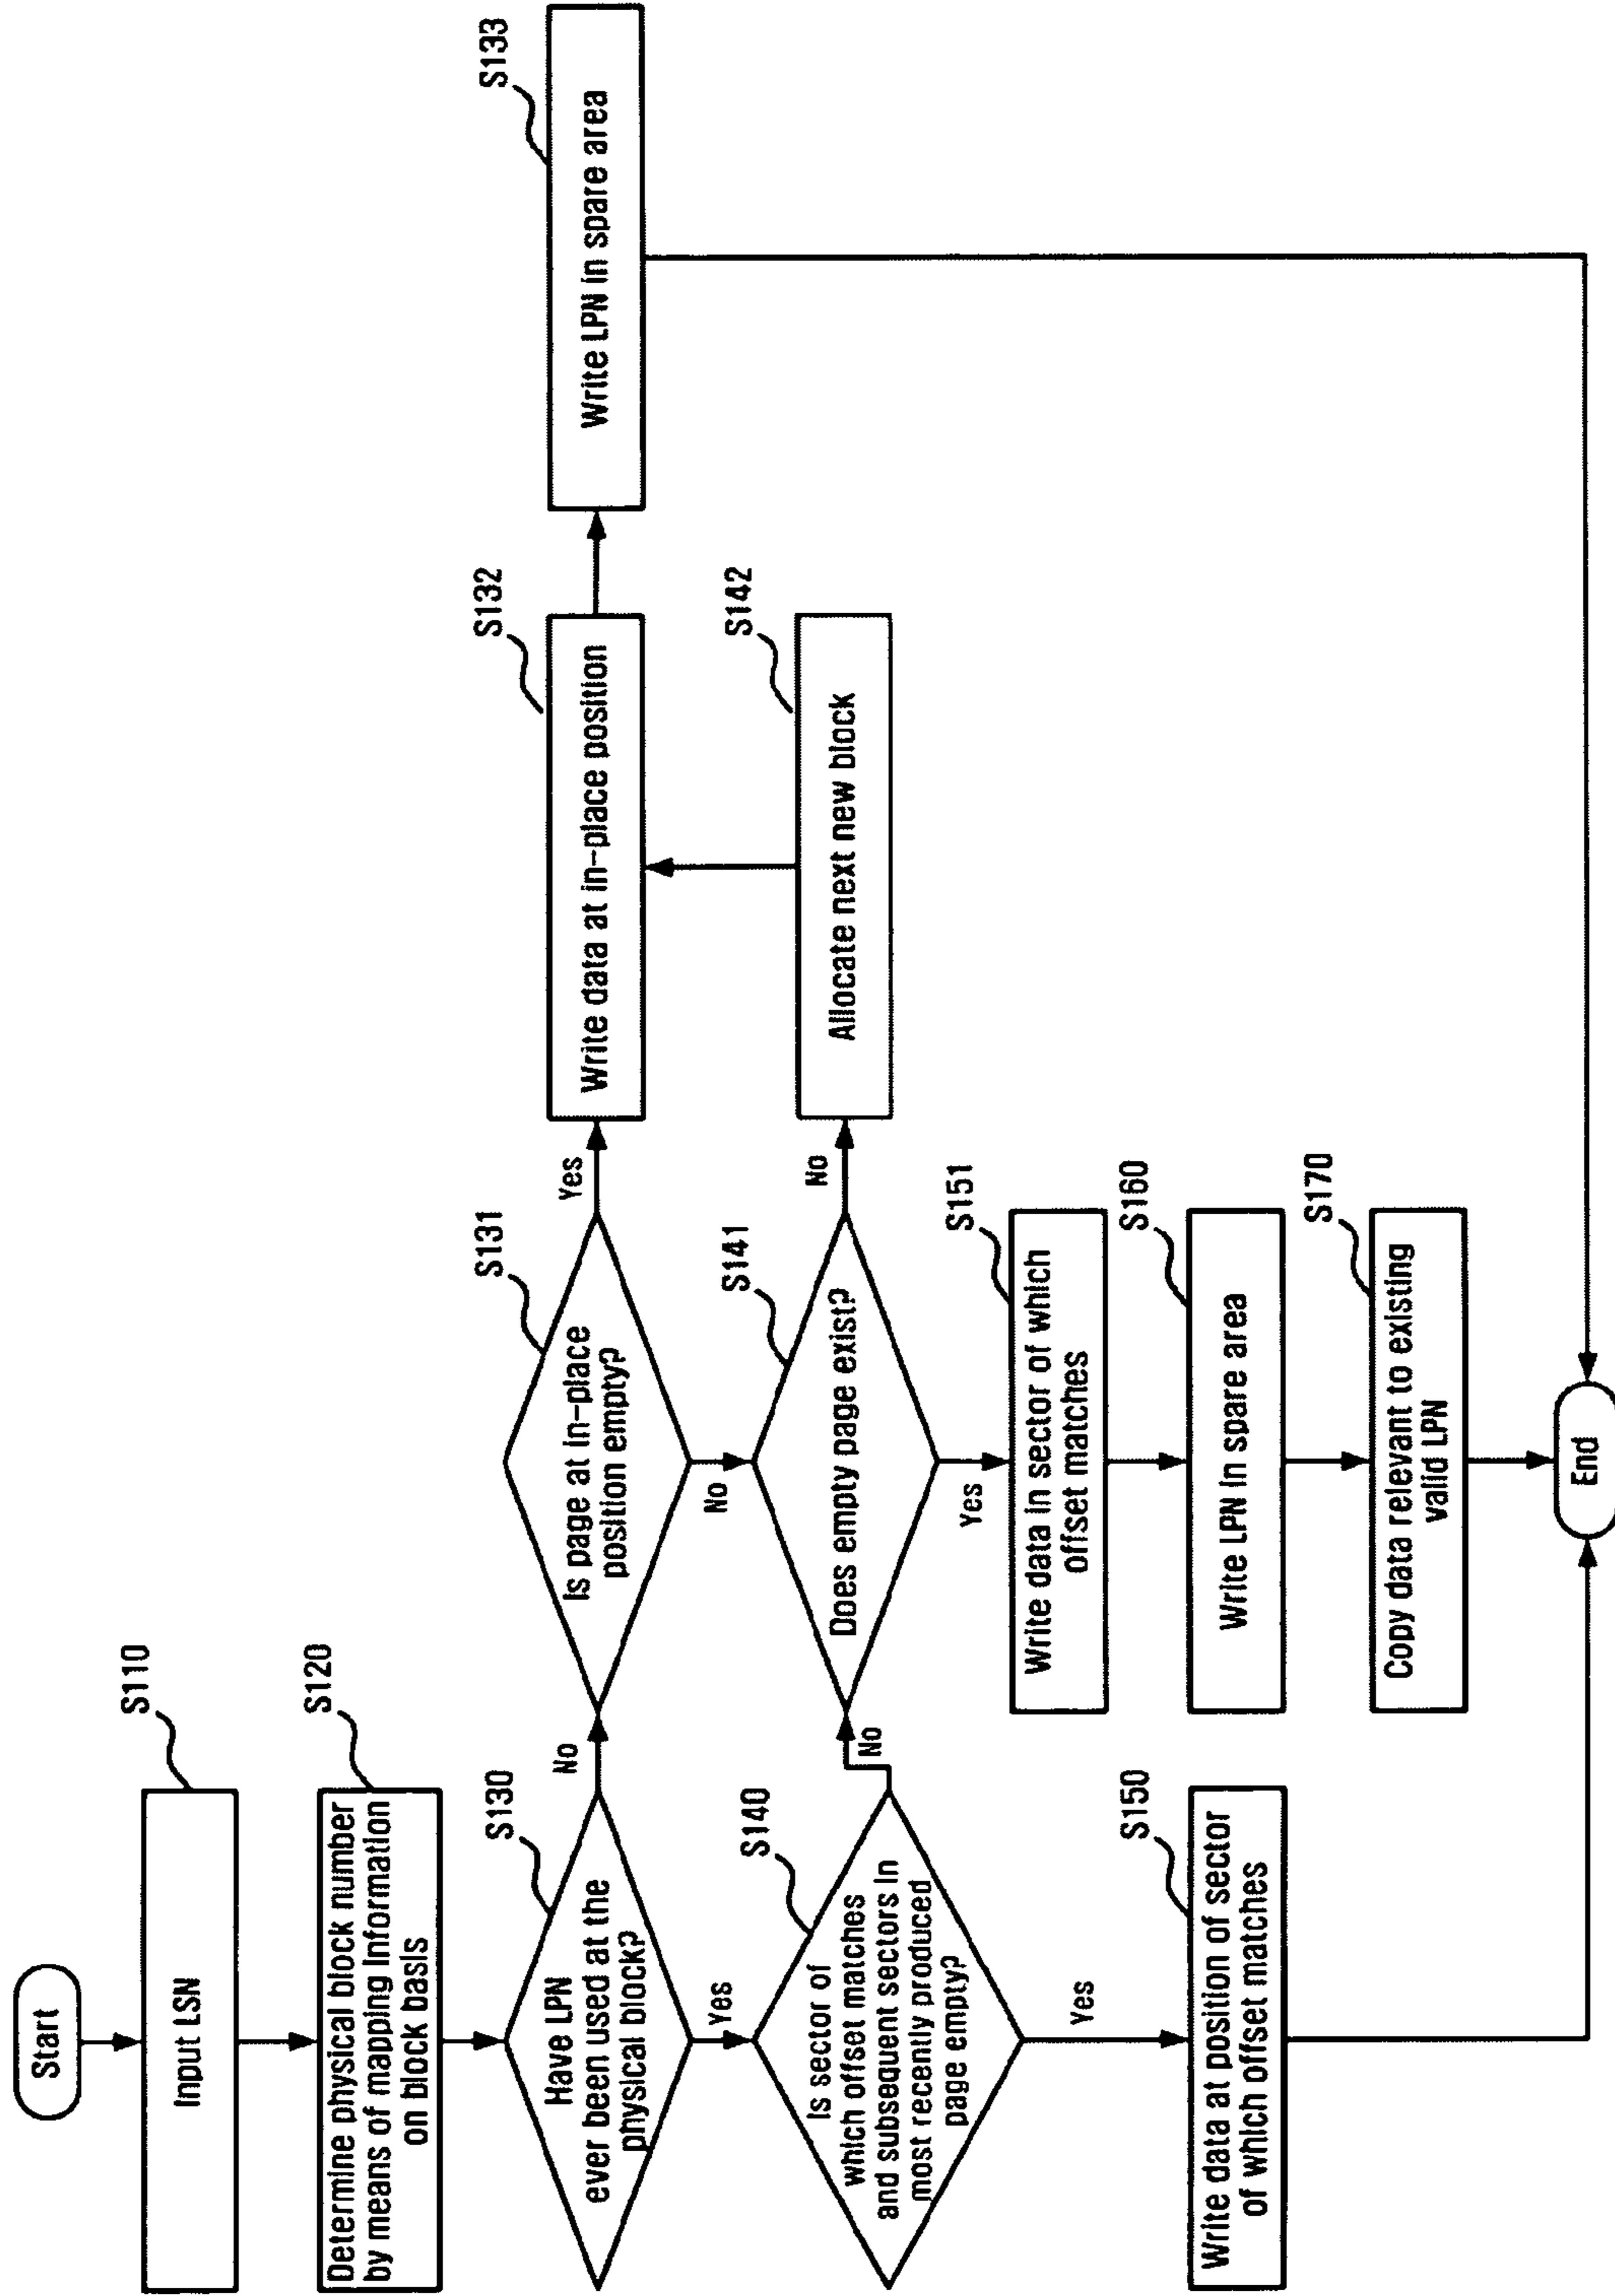 Start
S110
Input LSN
S120
Determine physical block number
by means of mapping information
on block basis
S130
Have LPN
ever been used at the
physical block?
No
Yes
S131
Is page at in-place
position empty?
Yes
No
S132
Write data at in-place position
S133
Write LPN in spare area
S140
Is sector of
which offset matches
and subsequent sectors in
most recently produced
page empty?
No
Yes
S141
Does empty page exist?
No
Yes
S142
Allocate next new block
S150
Write data at position of sector
of which offset matches
S151
Write data in sector of which
offset matches
S160
Write LPN in spare area
S170
Copy data relevant to existing
valid LPN
End